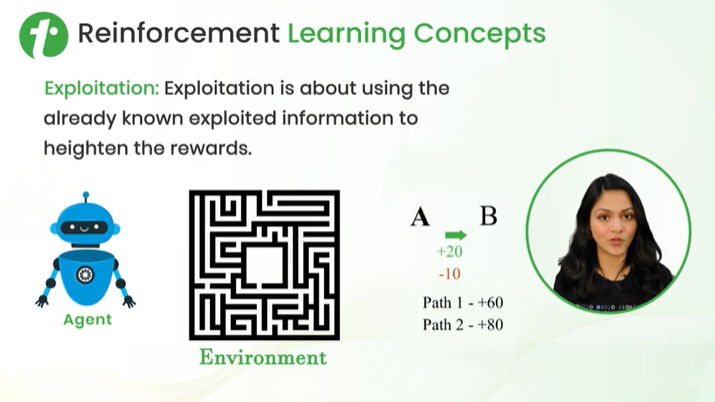 Reinforcement Learning Concepts
Exploitation: Exploitation is about using the
already known exploited information to
heighten the rewards.
A B
+20
-10
Path 1 - +60
Path 2 - +80
Agent
Environment